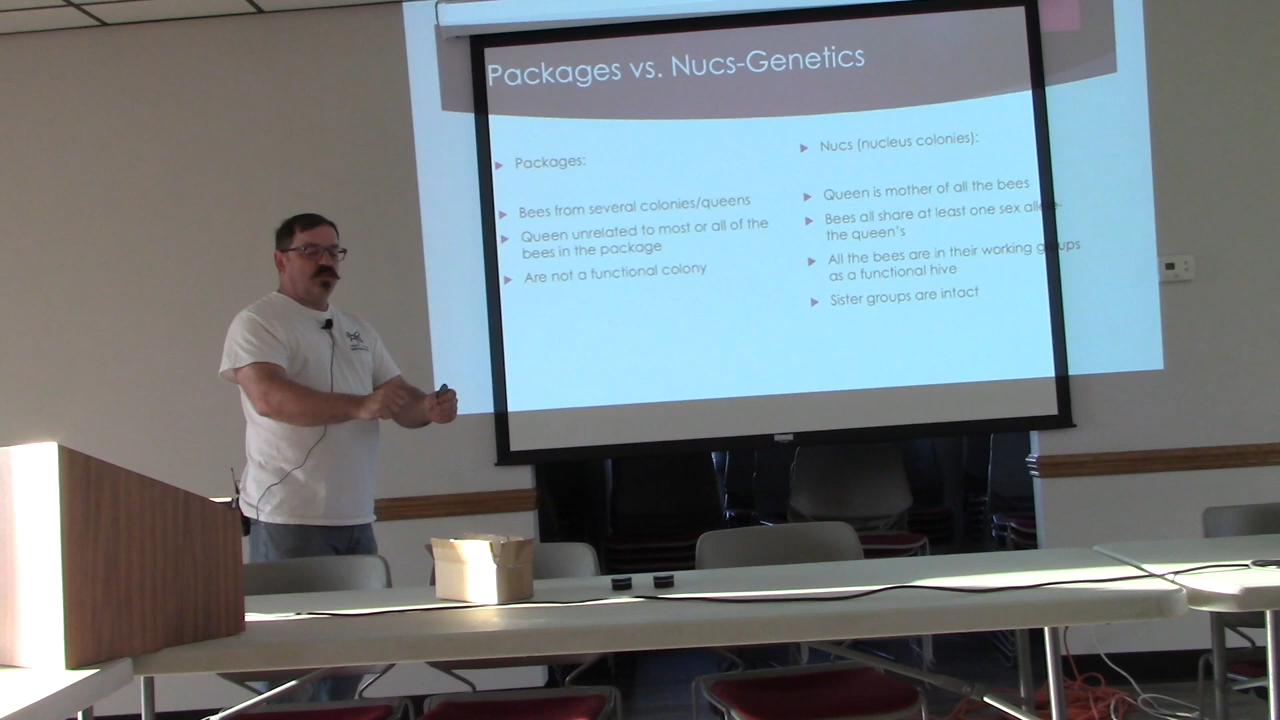 Packages vs. Nucs-Genetics
Packages:
Bees from several colonies/queens
Queen unrelated to most or all of the
bees in the package
Are not a functional colony
Nucs (nucleus colonies):
Queen is mother of all the bees
Bees all share at least one sex allele-
the queen's
All the bees are in their working groups
as a functional hive
Sister groups are intact